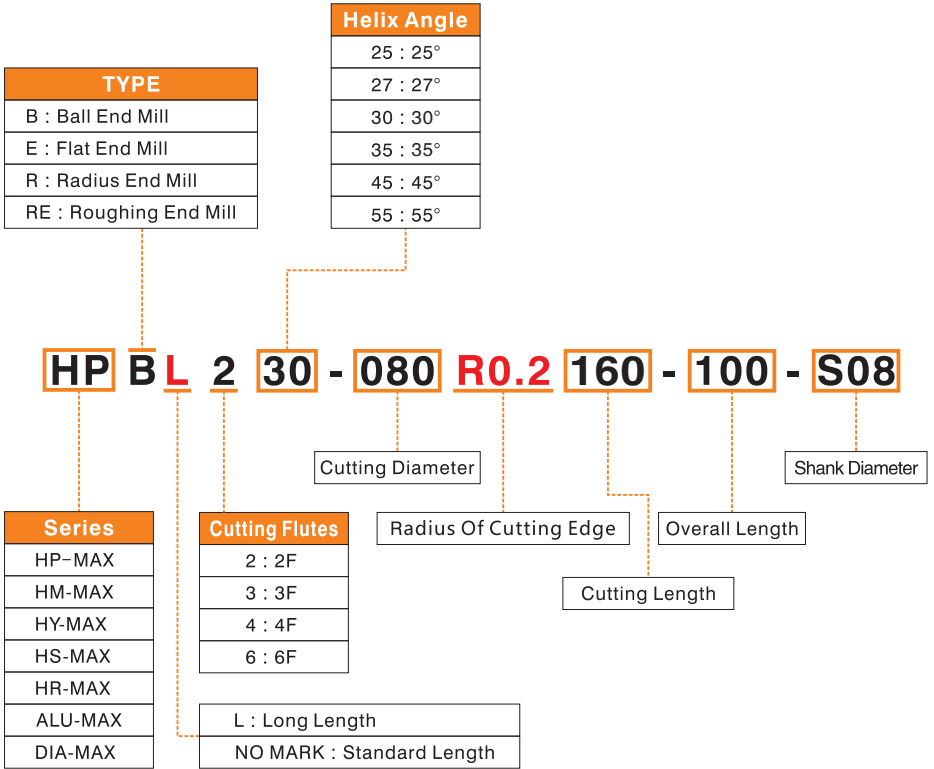 Helix Angle
25 : 25°
27 : 27°
30 : 30°
35 : 35°
45 : 45°
55 : 55°
TYPE
B : Ball End Mill
E : Flat End Mill
R : Radius End Mill
RE : Roughing End Mill
HP B L 2 30 - 080 R0.2 160 - 100 - S08
Cutting Diameter
Shank Diameter
Radius Of Cutting Edge
Overall Length
Cutting Length
Series
HP-MAX
HM-MAX
HY-MAX
HS-MAX
HR-MAX
ALU-MAX
DIA-MAX
Cutting Flutes
2 : 2F
3 : 3F
4 : 4F
6 : 6F
L : Long Length
NO MARK : Standard Length